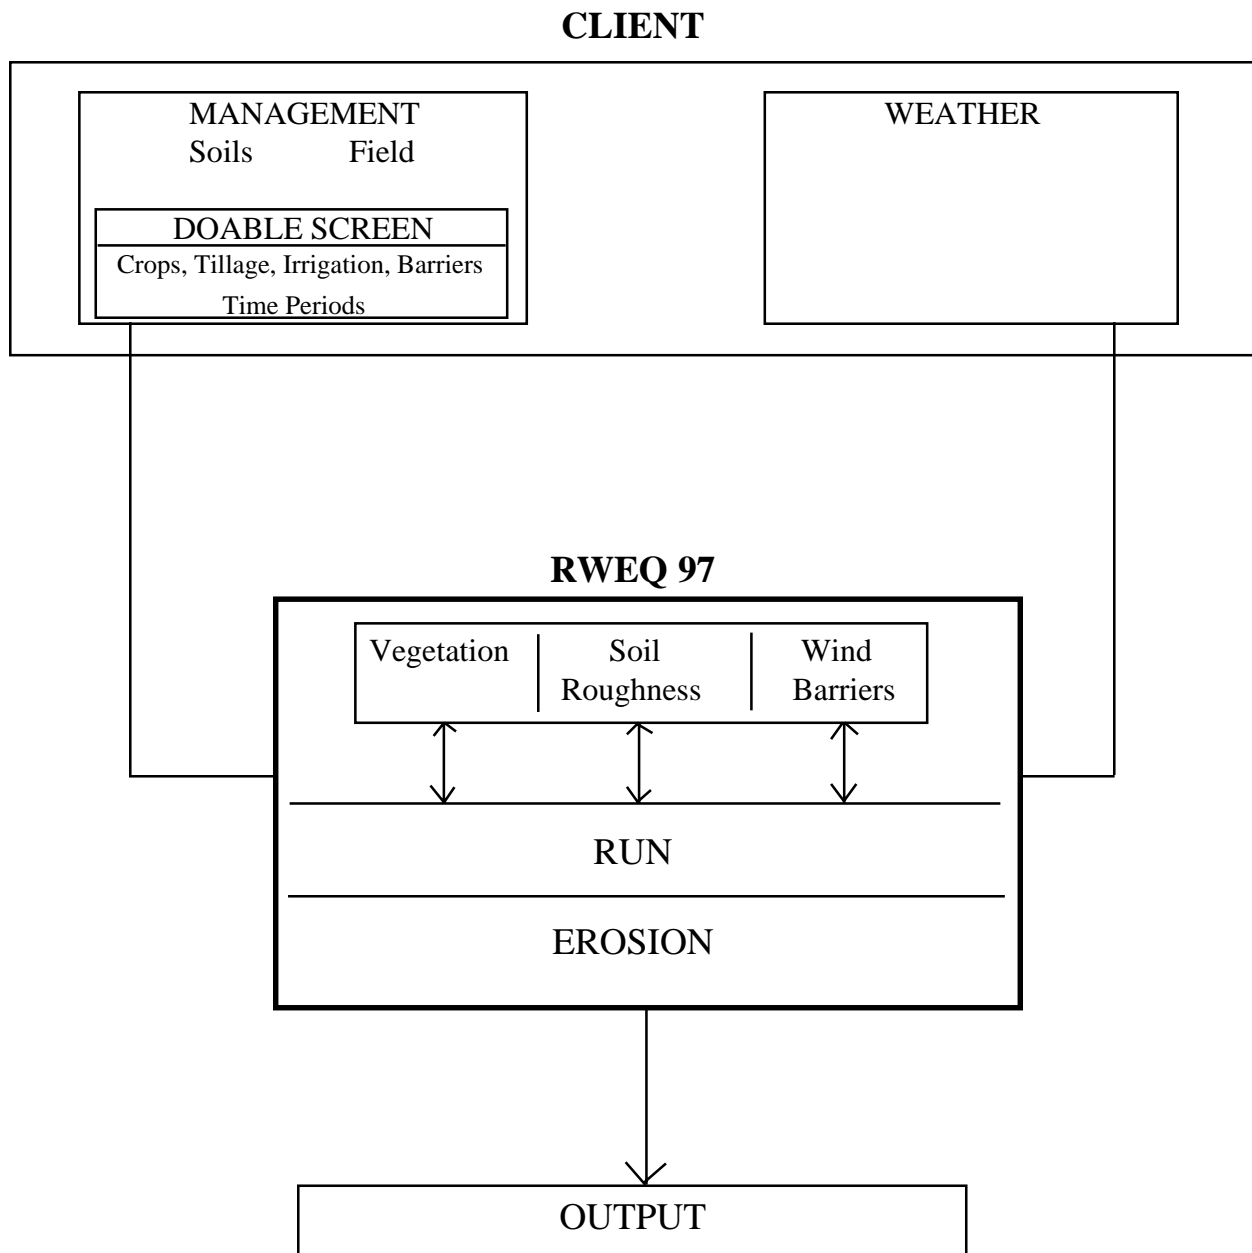 CLIENT
MANAGEMENT
Soils Field
DOABLE SCREEN
Crops, Tillage, Irrigation, Barriers
Time Periods
WEATHER
RWEQ 97
Vegetation
Soil
Roughness
Wind
Barriers
RUN
EROSION
OUTPUT